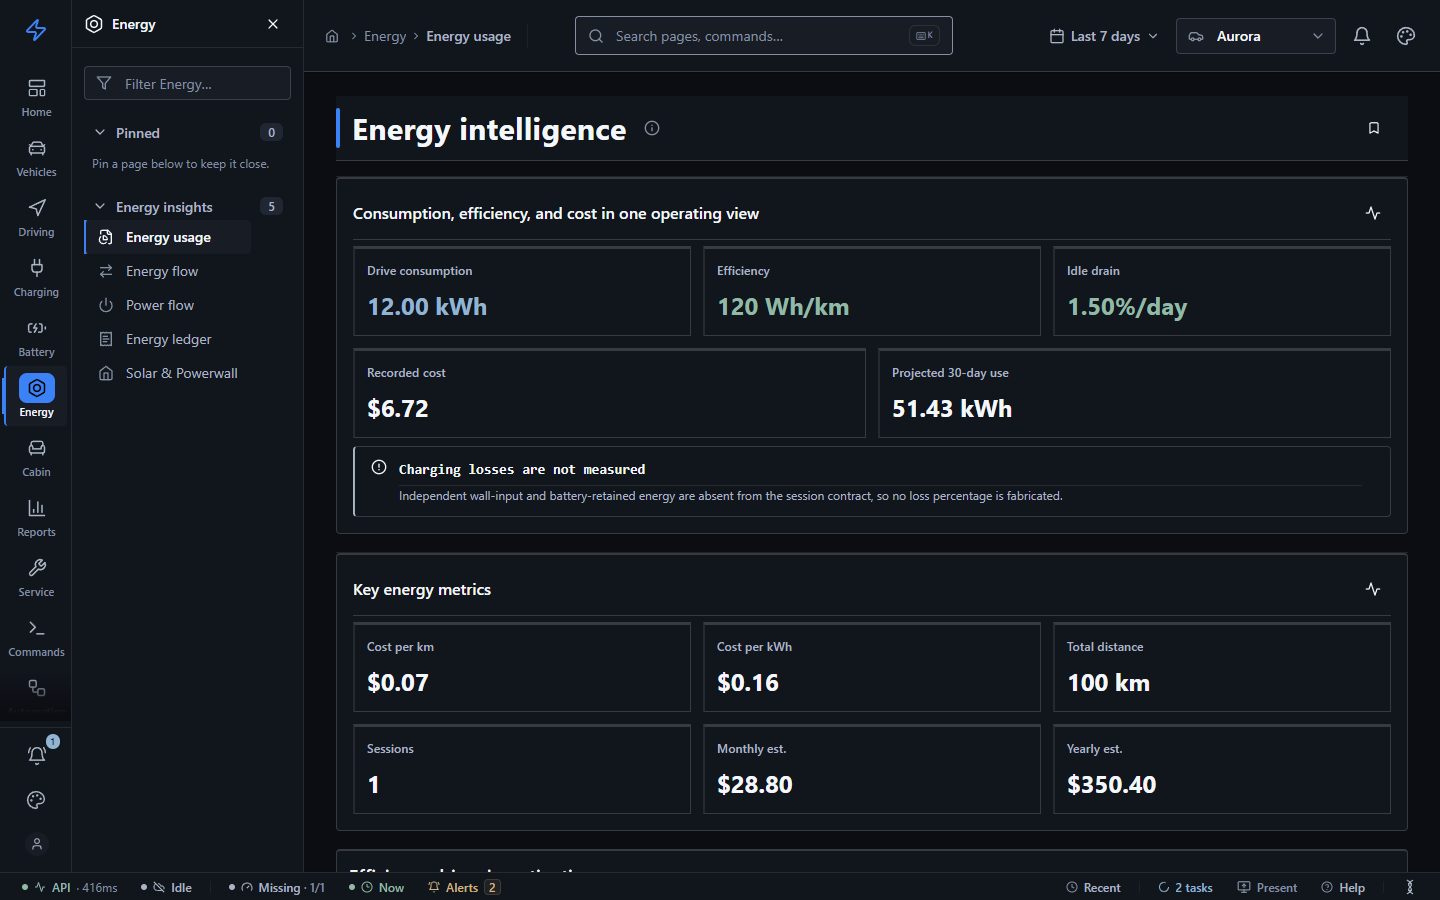 Energy
Home
Vehicles
Driving
Charging
Battery
Energy
Cabin
Reports
Service
Commands
1
Filter Energy...
Pinned 0
Pin a page below to keep it close.
Energy insights 5
Energy usage
Energy flow
Power flow
Energy ledger
Solar & Powerwall
Energy
Energy usage
Search pages, commands...
K
Last 7 days
Aurora
Energy intelligence
Consumption, efficiency, and cost in one operating view
Drive consumption
12.00 kWh
Efficiency
120 Wh/km
Idle drain
1.50%/day
Recorded cost
$6.72
Projected 30-day use
51.43 kWh
Charging losses are not measured
Independent wall-input and battery-retained energy are absent from the session contract, so no loss percentage is fabricated.
Key energy metrics
Cost per km
$0.07
Cost per kWh
$0.16
Total distance
100 km
Sessions
1
Monthly est.
$28.80
Yearly est.
$350.40
API · 416ms
Idle
Missing · 1/1
Now
Alerts 2
Recent
2 tasks
Present
Help